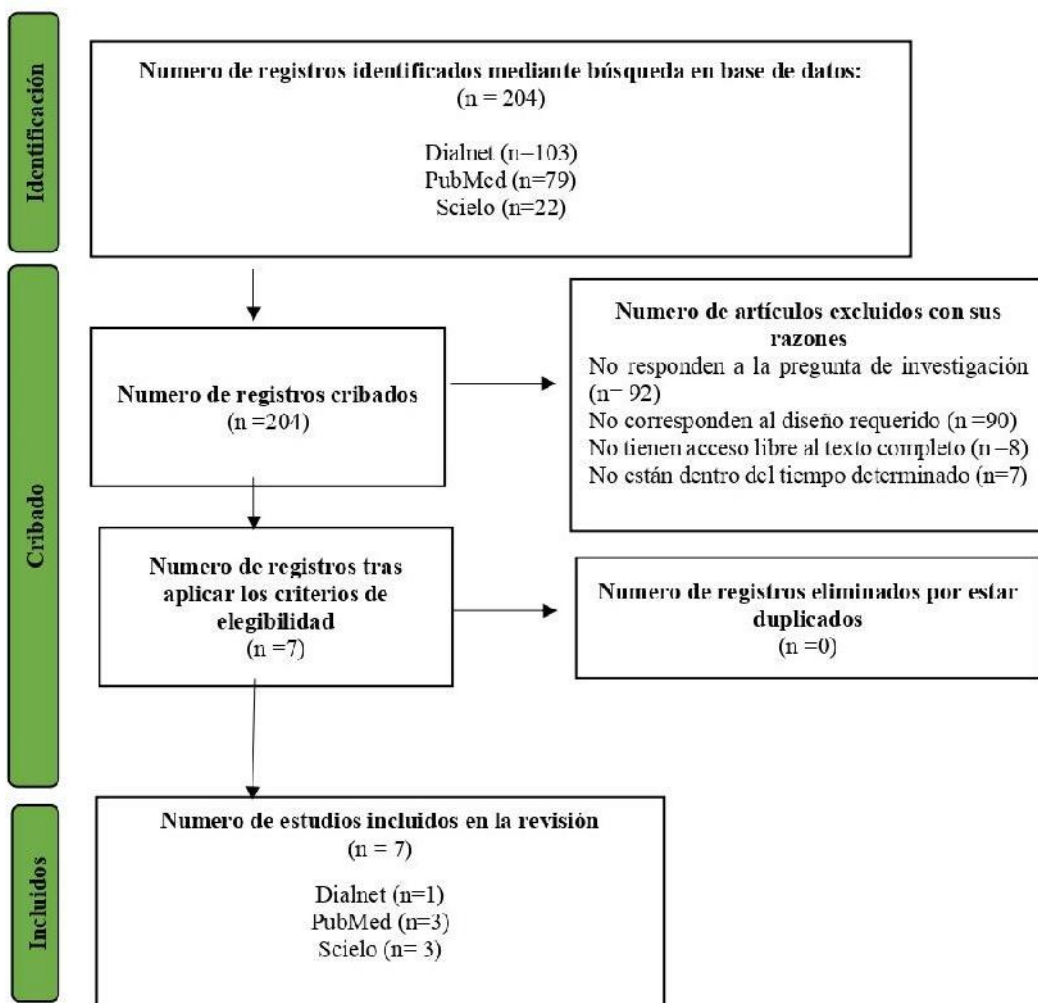 Identificación
Numero de registros identificados mediante búsqueda en base de datos:
(n = 204)
Dialnet (n=103)
PubMed (n=79)
Scielo (n=22)
Cribado
Numero de registros cribados
(n =204)
Numero de artículos excluidos con sus
razones
No responden a la pregunta de investigación
(n= 92)
No corresponden al diseño requerido (n =90)
No tienen acceso libre al texto completo (n =8)
No están dentro del tiempo determinado (n=7)
Numero de registros tras
aplicar los criterios de
elegibilidad
(n =7)
Numero de registros eliminados por estar
duplicados
(n =0)
Incluidos
Numero de estudios incluidos en la revisión
(n = 7)
Dialnet (n=1)
PubMed (n=3)
Scielo (n= 3)